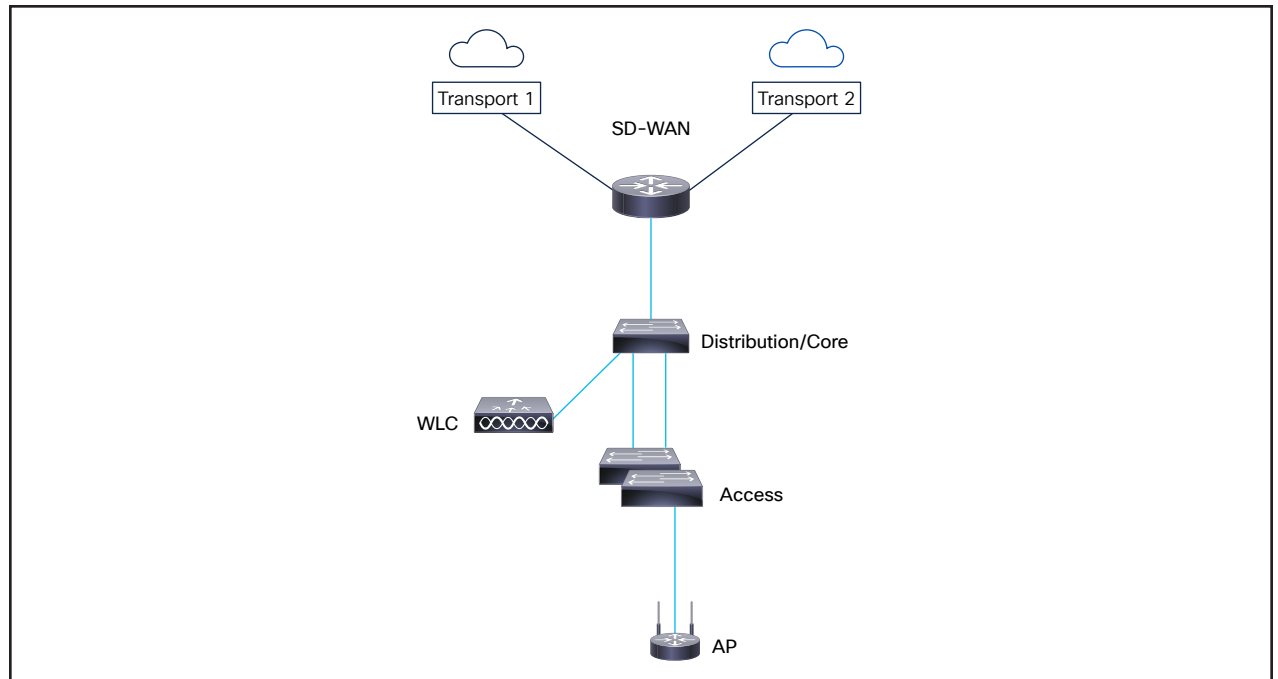 Transport 1
Transport 2
SD-WAN
Distribution/Core
WLC
Access
AP